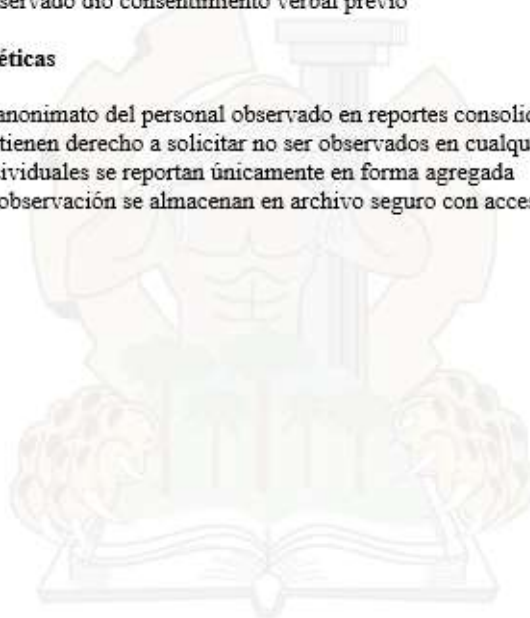 servado dio consentimiento verbal previo
éticas
anonimato del personal observado en reportes consolid
tienen derecho a solicitar no ser observados en cualqu
ividuales se reportan únicamente en forma agregada
observación se almacenan en archivo seguro con acces